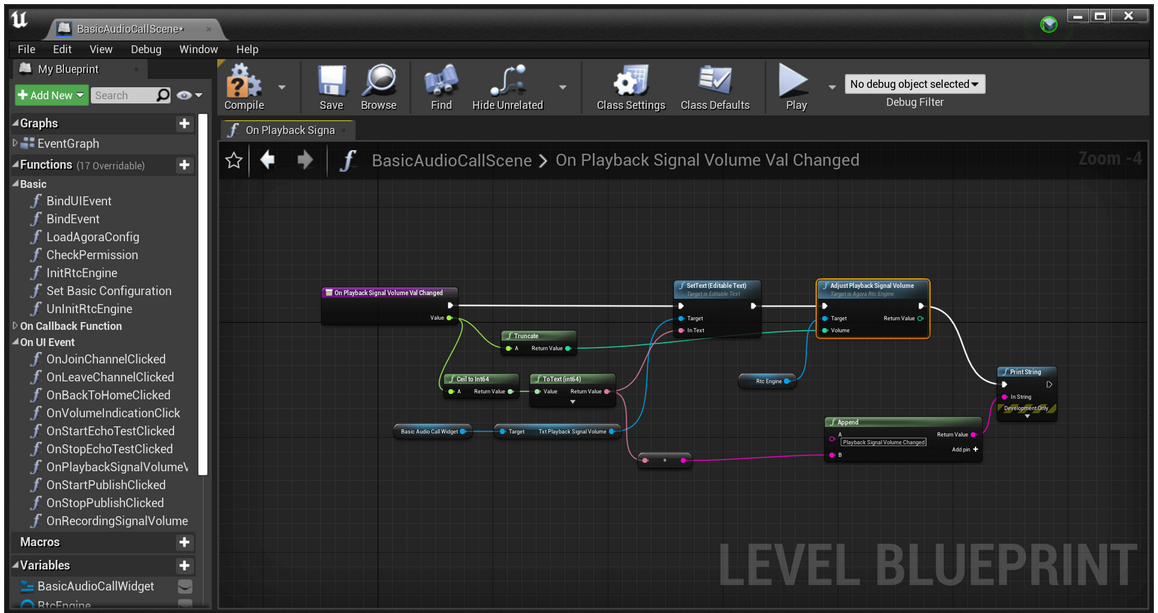 BasicAudioCallScene•
File Edit View Debug Window Help
My Blueprint
Add New Search
Compile Save Browse Find Hide Unrelated Class Settings Class Defaults Play
No debug object selected
Debug Filter
Graphs
EventGraph
Functions (17 Overridable)
Basic
BindUIEvent
BindEvent
LoadAgoraConfig
CheckPermission
InitRtcEngine
Set Basic Configuration
UnInitRtcEngine
On Callback Function
On UI Event
OnJoinChannelClicked
OnLeaveChannelClicked
OnBackToHomeClicked
OnVolumeIndicationClick
OnStartEchoTestClicked
OnStopEchoTestClicked
OnPlaybackSignalVolumeV
OnStartPublishClicked
OnStopPublishClicked
OnRecordingSignalVolume
Macros
Variables
BasicAudioCallWidget
RtcEngine
On Playback Signa
BasicAudioCallScene > On Playback Signal Volume Val Changed
Zoom -4
On Playback Signal Volume Val Changed
Value
Truncate
A Return Value
Ceil to Int64
A Return Value
ToText (int64)
Value Return Value
Basic Audio Call Widget
Target Txt Playback Signal Volume
SetText (Editable Text)
Target is Editable Text
Target
In Text
Adjust Playback Signal Volume
Target is Agora Rtc Engine
Target Return Value
Volume
Rtc Engine
Append
A Return Value
Playback Signal Volume Changed
Add pin +
B
Print String
In String
Development Only
LEVEL BLUEPRINT